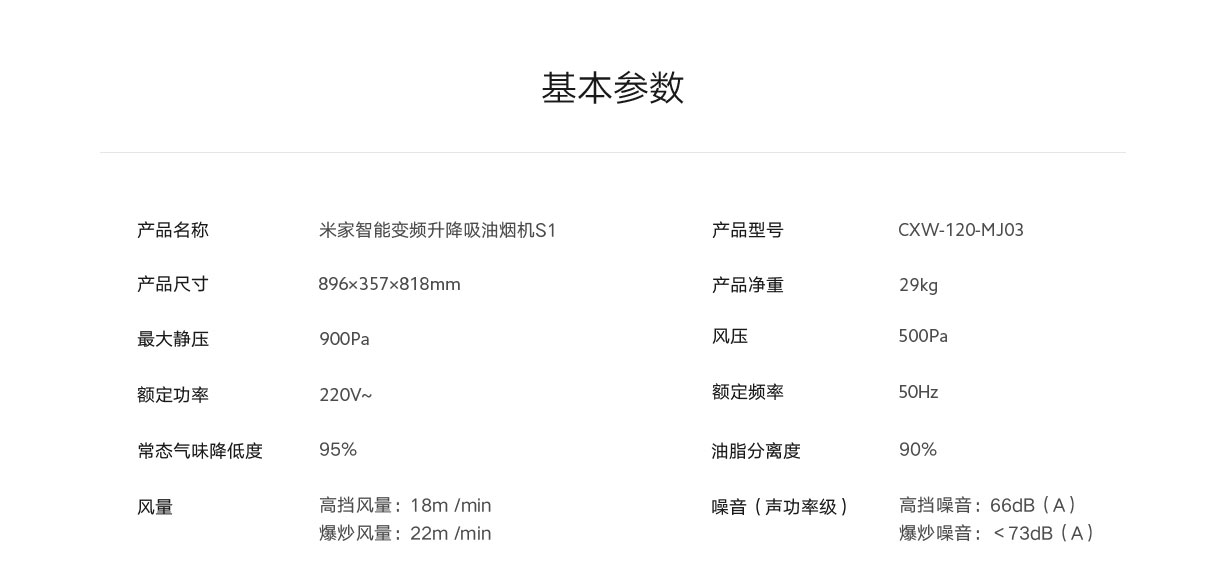 基本参数
产品名称 米家智能变频升降吸油烟机S1 产品型号 CXW-120-MJ03
产品尺寸 896×357×818mm 产品净重 29kg
最大静压 900Pa 风压 500Pa
额定功率 220V~ 额定频率 50Hz
常态气味降低度 95% 油脂分离度 90%
风量 高挡风量：18m /min 噪音（声功率级） 高挡噪音：66dB（A）
爆炒风量：22m /min 爆炒噪音：＜73dB（A）